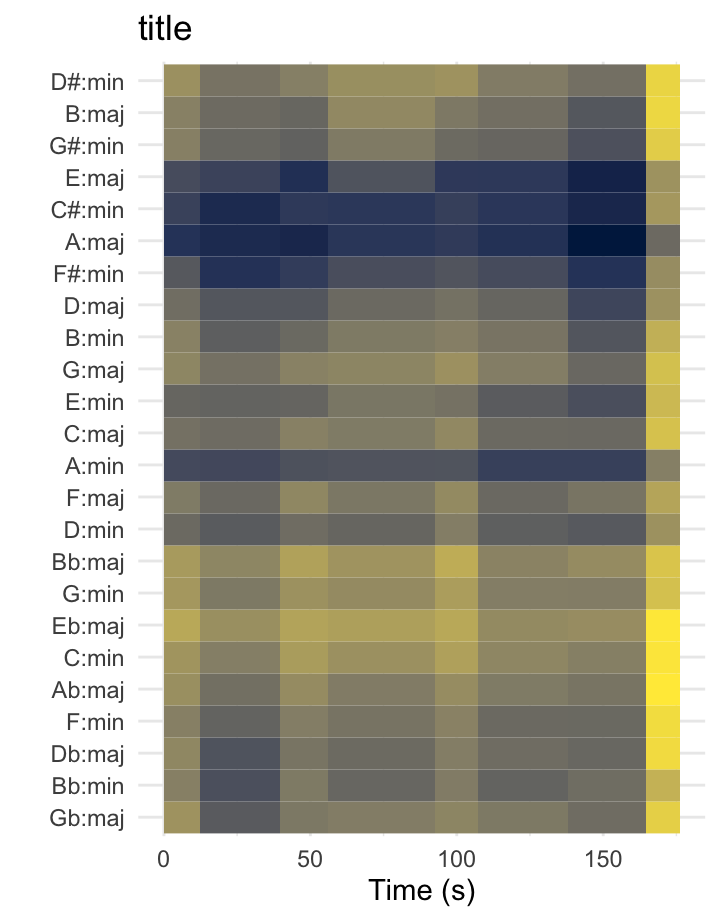 title
D#:min
B:maj
G#:min
E:maj
C#:min
A:maj
F#:min
D:maj
B:min
G:maj
E:min
C:maj
A:min
F:maj
D:min
Bb:maj
G:min
Eb:maj
C:min
Ab:maj
F:min
Db:maj
Bb:min
Gb:maj
0 50 100 150
Time (s)